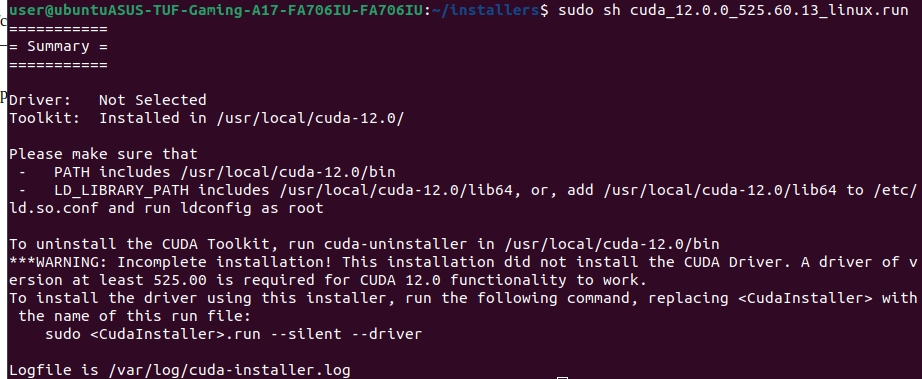 user@ubuntuASUS-TUF-Gaming-A17-FA706IU-FA706IU:~/installers$ sudo sh cuda_12.0.0_525.60.13_linux.run
===========
= Summary =
===========
Driver:   Not Selected
Toolkit:  Installed in /usr/local/cuda-12.0/
Please make sure that
 -   PATH includes /usr/local/cuda-12.0/bin
 -   LD_LIBRARY_PATH includes /usr/local/cuda-12.0/lib64, or, add /usr/local/cuda-12.0/lib64 to /etc/
ld.so.conf and run ldconfig as root
To uninstall the CUDA Toolkit, run cuda-uninstaller in /usr/local/cuda-12.0/bin
***WARNING: Incomplete installation! This installation did not install the CUDA Driver. A driver of v
ersion at least 525.00 is required for CUDA 12.0 functionality to work.
To install the driver using this installer, run the following command, replacing <CudaInstaller> with
 the name of this run file:
    sudo <CudaInstaller>.run --silent --driver
Logfile is /var/log/cuda-installer.log